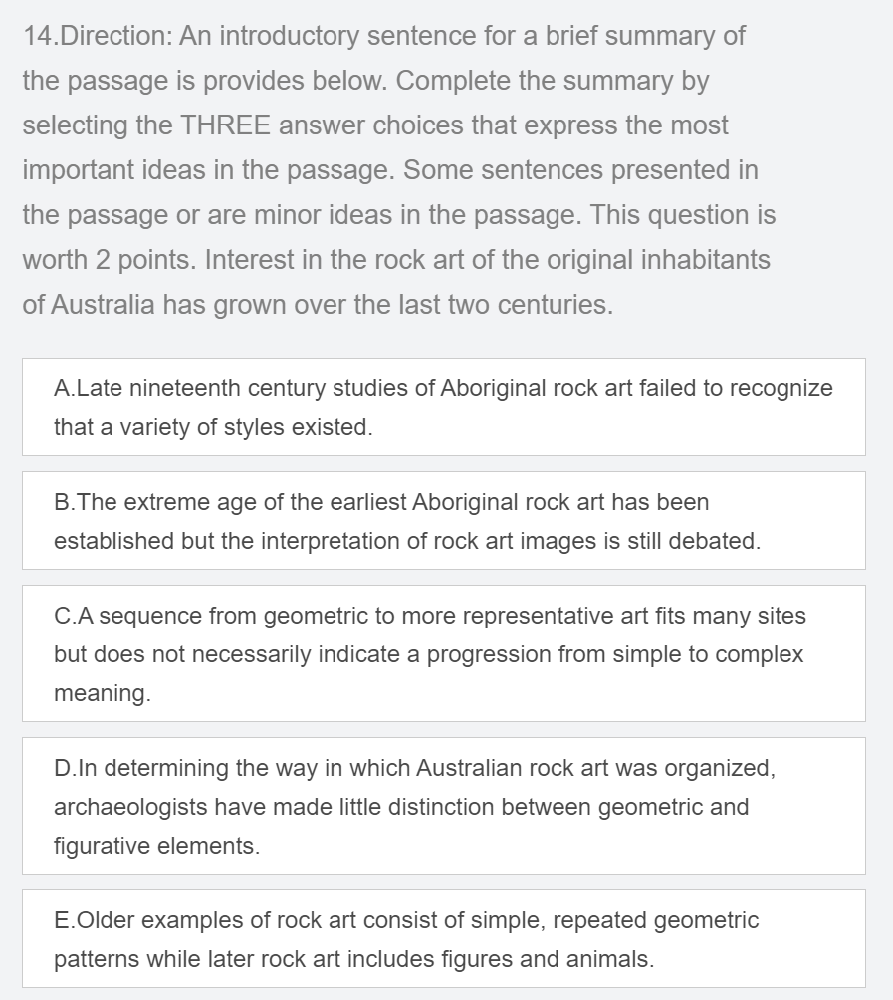 14.Direction: An introductory sentence for a brief summary of
the passage is provides below. Complete the summary by
selecting the THREE answer choices that express the most
important ideas in the passage. Some sentences presented in
the passage or are minor ideas in the passage. This question is
worth 2 points. Interest in the rock art of the original inhabitants
of Australia has grown over the last two centuries.
A.Late nineteenth century studies of Aboriginal rock art failed to recognize
that a variety of styles existed.
B.The extreme age of the earliest Aboriginal rock art has been
established but the interpretation of rock art images is still debated.
C.A sequence from geometric to more representative art fits many sites
but does not necessarily indicate a progression from simple to complex
meaning.
D.In determining the way in which Australian rock art was organized,
archaeologists have made little distinction between geometric and
figurative elements.
E.Older examples of rock art consist of simple, repeated geometric
patterns while later rock art includes figures and animals.